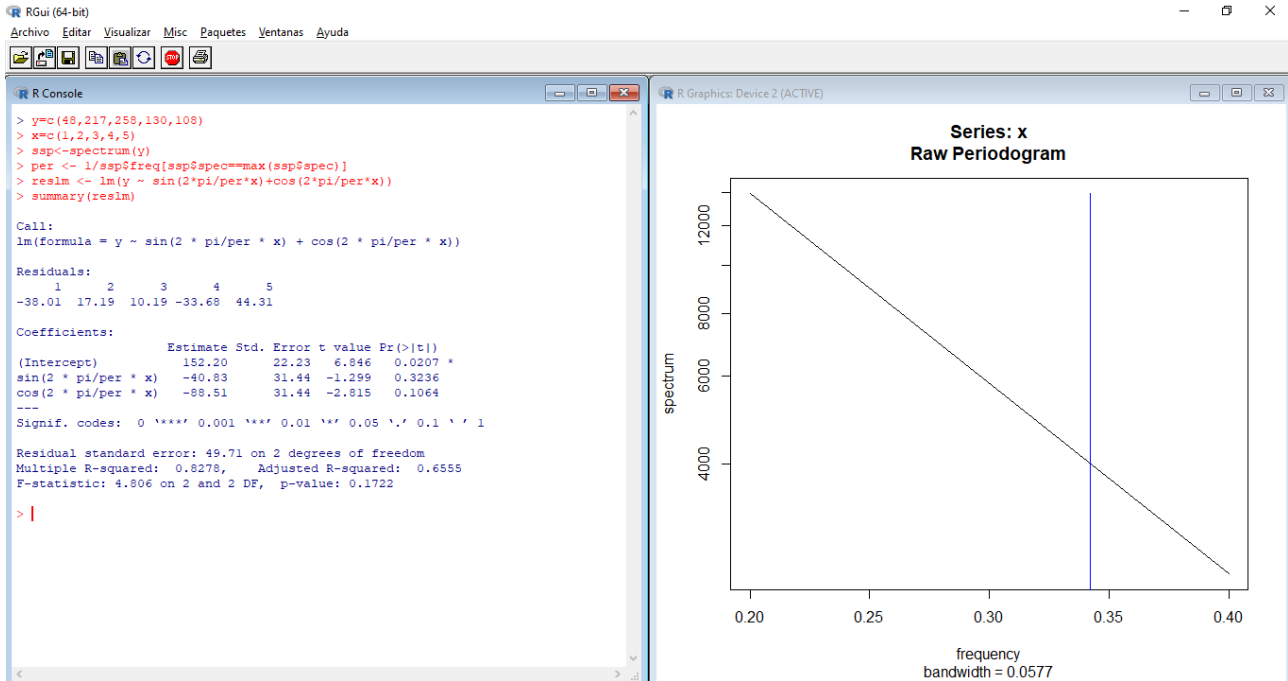 RGui (64-bit)
Archivo Editar Visualizar Misc Paquetes Ventanas Ayuda
STOP
R Console
> y=c(48,217,258,130,108)
> x=c(1,2,3,4,5)
> ssp<-spectrum(y)
> per <- 1/ssp$freq[ssp$spec==max(ssp$spec)]
> reslm <- lm(y ~ sin(2*pi/per*x)+cos(2*pi/per*x))
> summary(reslm)
Call:
lm(formula = y ~ sin(2 * pi/per * x) + cos(2 * pi/per * x))
Residuals:
1 2 3 4 5
-38.01 17.19 10.19 -33.68 44.31
Coefficients:
Estimate Std. Error t value Pr(>|t|)
(Intercept) 152.20 22.23 6.846 0.0207 *
sin(2 * pi/per * x) -40.83 31.44 -1.299 0.3236
cos(2 * pi/per * x) -88.51 31.44 -2.815 0.1064
---
Signif. codes: 0 ‘***’ 0.001 ‘**’ 0.01 ‘*’ 0.05 ‘.’ 0.1 ‘ ’ 1
Residual standard error: 49.71 on 2 degrees of freedom
Multiple R-squared: 0.8278, Adjusted R-squared: 0.6555
F-statistic: 4.806 on 2 and 2 DF, p-value: 0.1722
>
R Graphics: Device 2 (ACTIVE)
Series: x
Raw Periodogram
spectrum
12000
8000
6000
4000
0.20 0.25 0.30 0.35 0.40
frequency
bandwidth = 0.0577